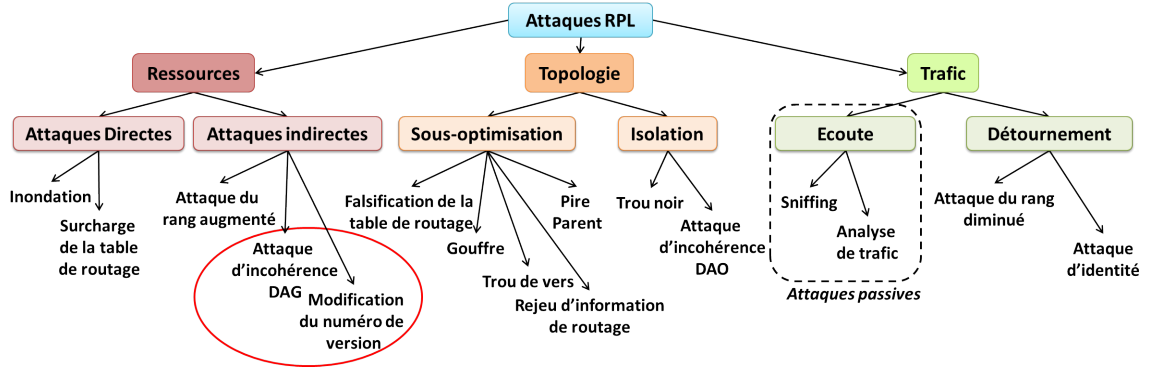 Attaques RPL
Ressources
Topologie
Trafic
Attaques Directes
Attaques indirectes
Sous-optimisation
Isolation
Ecoute
Détournement
Inondation
Surcharge
de la table
de routage
Attaque du
rang augmenté
Attaque
d'incohérence
DAG
Modification
du numéro de
version
Falsification de la
table de routage
Gouffre
Trou de vers
Rejeu d'information
de routage
Pire
Parent
Trou noir
Attaque
d'incohérence
DAO
Sniffing
Analyse
de trafic
Attaques passives
Attaque du rang
diminué
Attaque
d'identité